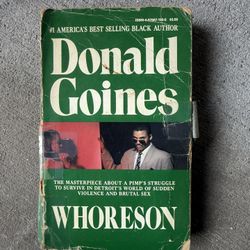 #1 AMERICA'S BEST SELLING BLACK AUTHOR
Donald
Goines
THE MASTERPIECE ABOUT A PIMP'S STRUGGLE
TO SURVIVE IN DETROIT'S WORLD OF SUDDEN
VIOLENCE AND BRUTAL SEX
WHORESON